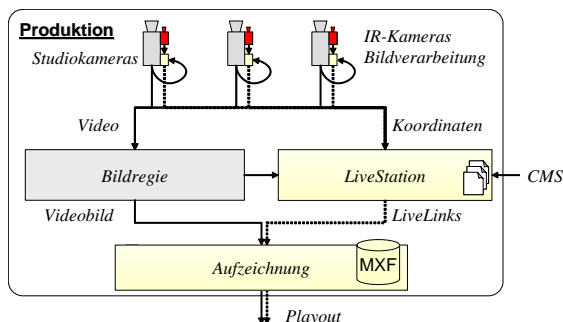 Produktion
Studiokameras
IR-Kameras
Bildverarbeitung
Video
Koordinaten
Bildregie
LiveStation
CMS
Videobild
LiveLinks
Aufzeichnung
MXF
Playout